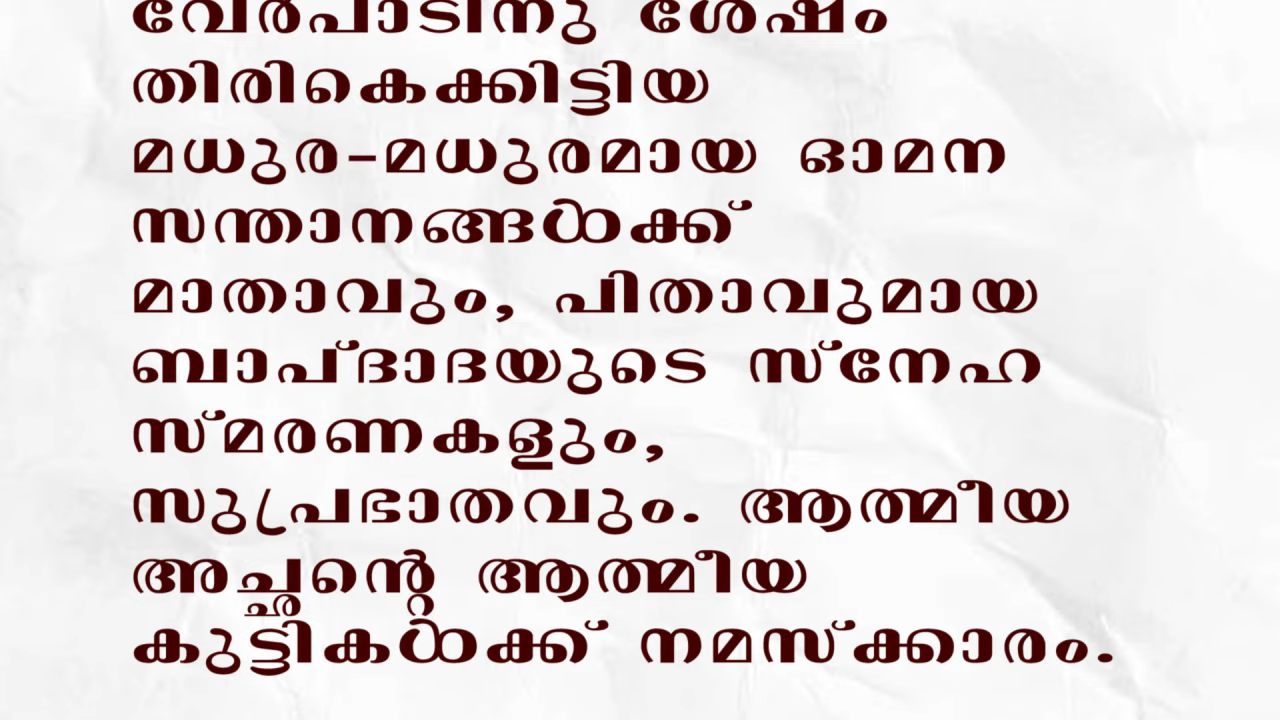 വേർപാടിനു ശേഷം
തിരികെക്കിട്ടിയ
മധുര-മധുരമായ ഓമന
സന്താനങ്ങൾക്ക്
മാതാവും, പിതാവുമായ
ബാപ്ദാദയുടെ സ്നേഹ
സ്മരണകളും,
സുപ്രഭാതവും. ആത്മീയ
അച്ഛന്റെ ആത്മീയ
കുട്ടികൾക്ക് നമസ്ക്കാരം.